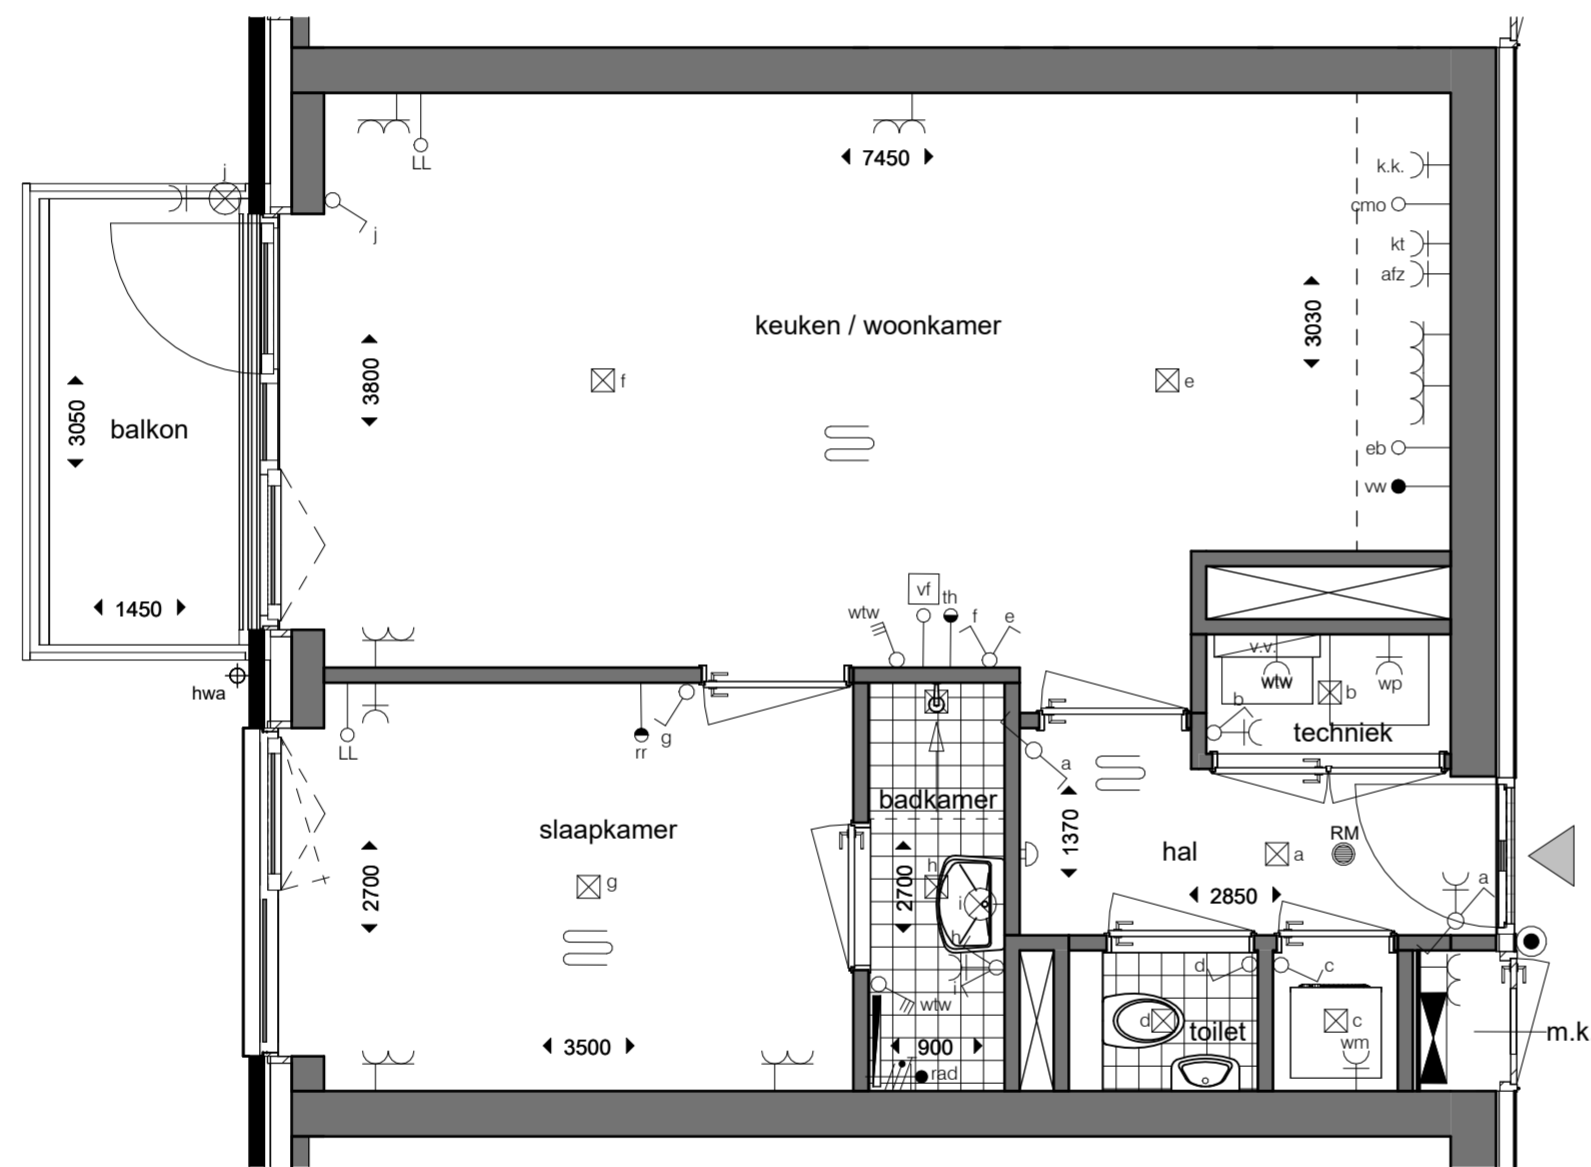 LL
7450
k.k.
j
cmo
j
kt
afz
3030
keuken / woonkamer
3800
f
e
3050
balkon
eb
vw
1450
vf
th
wtw
f
e
v.v.
hwa
wtw
b
wp
b
techniek
LL
rr
g
a
badkamer
slaapkamer
1370
RM
hal
a
h
g
2700
2700
i
2850
a
h
d
c
i
wtw
d
toilet
c
wm
m.k
3500
900
rad